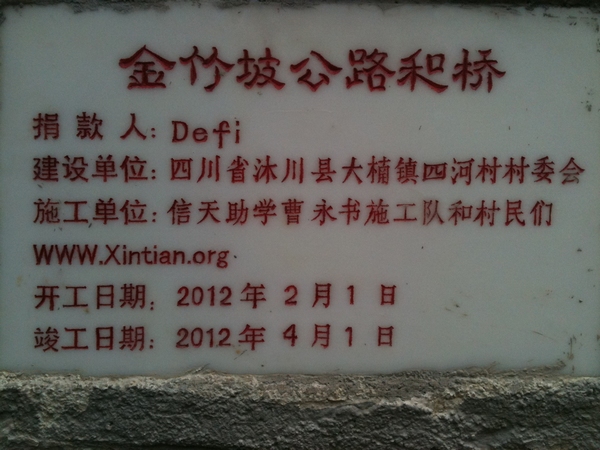 金竹坡公路和桥
捐款人: Defi
建设单位: 四川省沐川县大楠镇四河村村委会
施工单位: 信天助学曹永书施工队和村民们
WWW.Xintian.org
开工日期: 2012年2月1日
竣工日期: 2012年4月1日